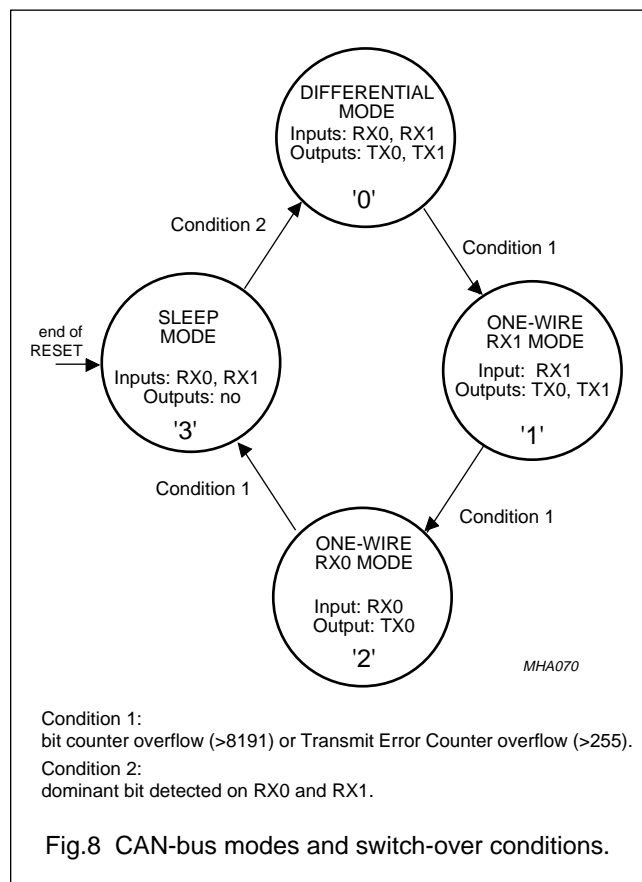 DIFFERENTIAL
MODE
Inputs: RX0, RX1
Outputs: TX0, TX1
'0'
Condition 2
Condition 1
end of
RESET
SLEEP
MODE
Inputs: RX0, RX1
Outputs: no
'3'
ONE-WIRE
RX1 MODE
Input: RX1
Outputs: TX0, TX1
'1'
Condition 1
Condition 1
ONE-WIRE
RX0 MODE
Input: RX0
Output: TX0
'2'
MHA070
Condition 1:
bit counter overflow (>8191) or Transmit Error Counter overflow (>255).
Condition 2:
dominant bit detected on RX0 and RX1.
Fig.8 CAN-bus modes and switch-over conditions.